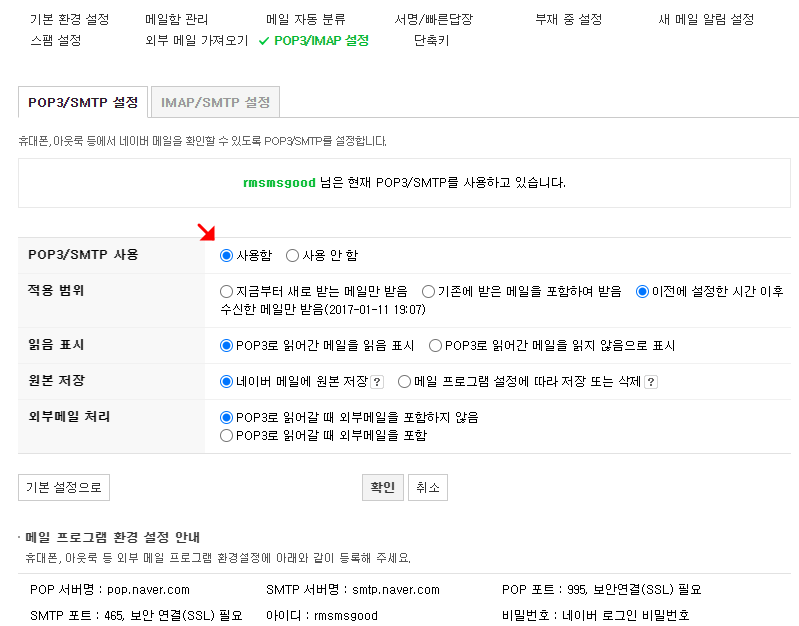 기본 환경 설정 메일함 관리 메일 자동 분류 서명/빠른답장 부재 중 설정 새 메일 알림 설정
스팸 설정 외부 메일 가져오기 ✓ POP3/IMAP 설정 단축키
POP3/SMTP 설정 IMAP/SMTP 설정
휴대폰, 아웃룩 등에서 네이버 메일을 확인할 수 있도록 POP3/SMTP를 설정합니다.
rmsmsgood 님은 현재 POP3/SMTP를 사용하고 있습니다.
POP3/SMTP 사용 사용함 사용 안 함
적용 범위 지금부터 새로 받는 메일만 받음 기존에 받은 메일을 포함하여 받음 이전에 설정한 시간 이후
수신한 메일만 받음(2017-01-11 19:07)
읽음 표시 POP3로 읽어간 메일을 읽음 표시 POP3로 읽어간 메일을 읽지 않음으로 표시
원본 저장 네이버 메일에 원본 저장 ? 메일 프로그램 설정에 따라 저장 또는 삭제 ?
외부메일 처리 POP3로 읽어갈 때 외부메일을 포함하지 않음
POP3로 읽어갈 때 외부메일을 포함
기본 설정으로 확인 취소
· 메일 프로그램 환경 설정 안내
휴대폰, 아웃룩 등 외부 메일 프로그램 환경설정에 아래와 같이 등록해 주세요.
POP 서버명 : pop.naver.com SMTP 서버명 : smtp.naver.com POP 포트 : 995, 보안연결(SSL) 필요
SMTP 포트 : 465, 보안 연결(SSL) 필요 아이디 : rmsmsgood 비밀번호 : 네이버 로그인 비밀번호